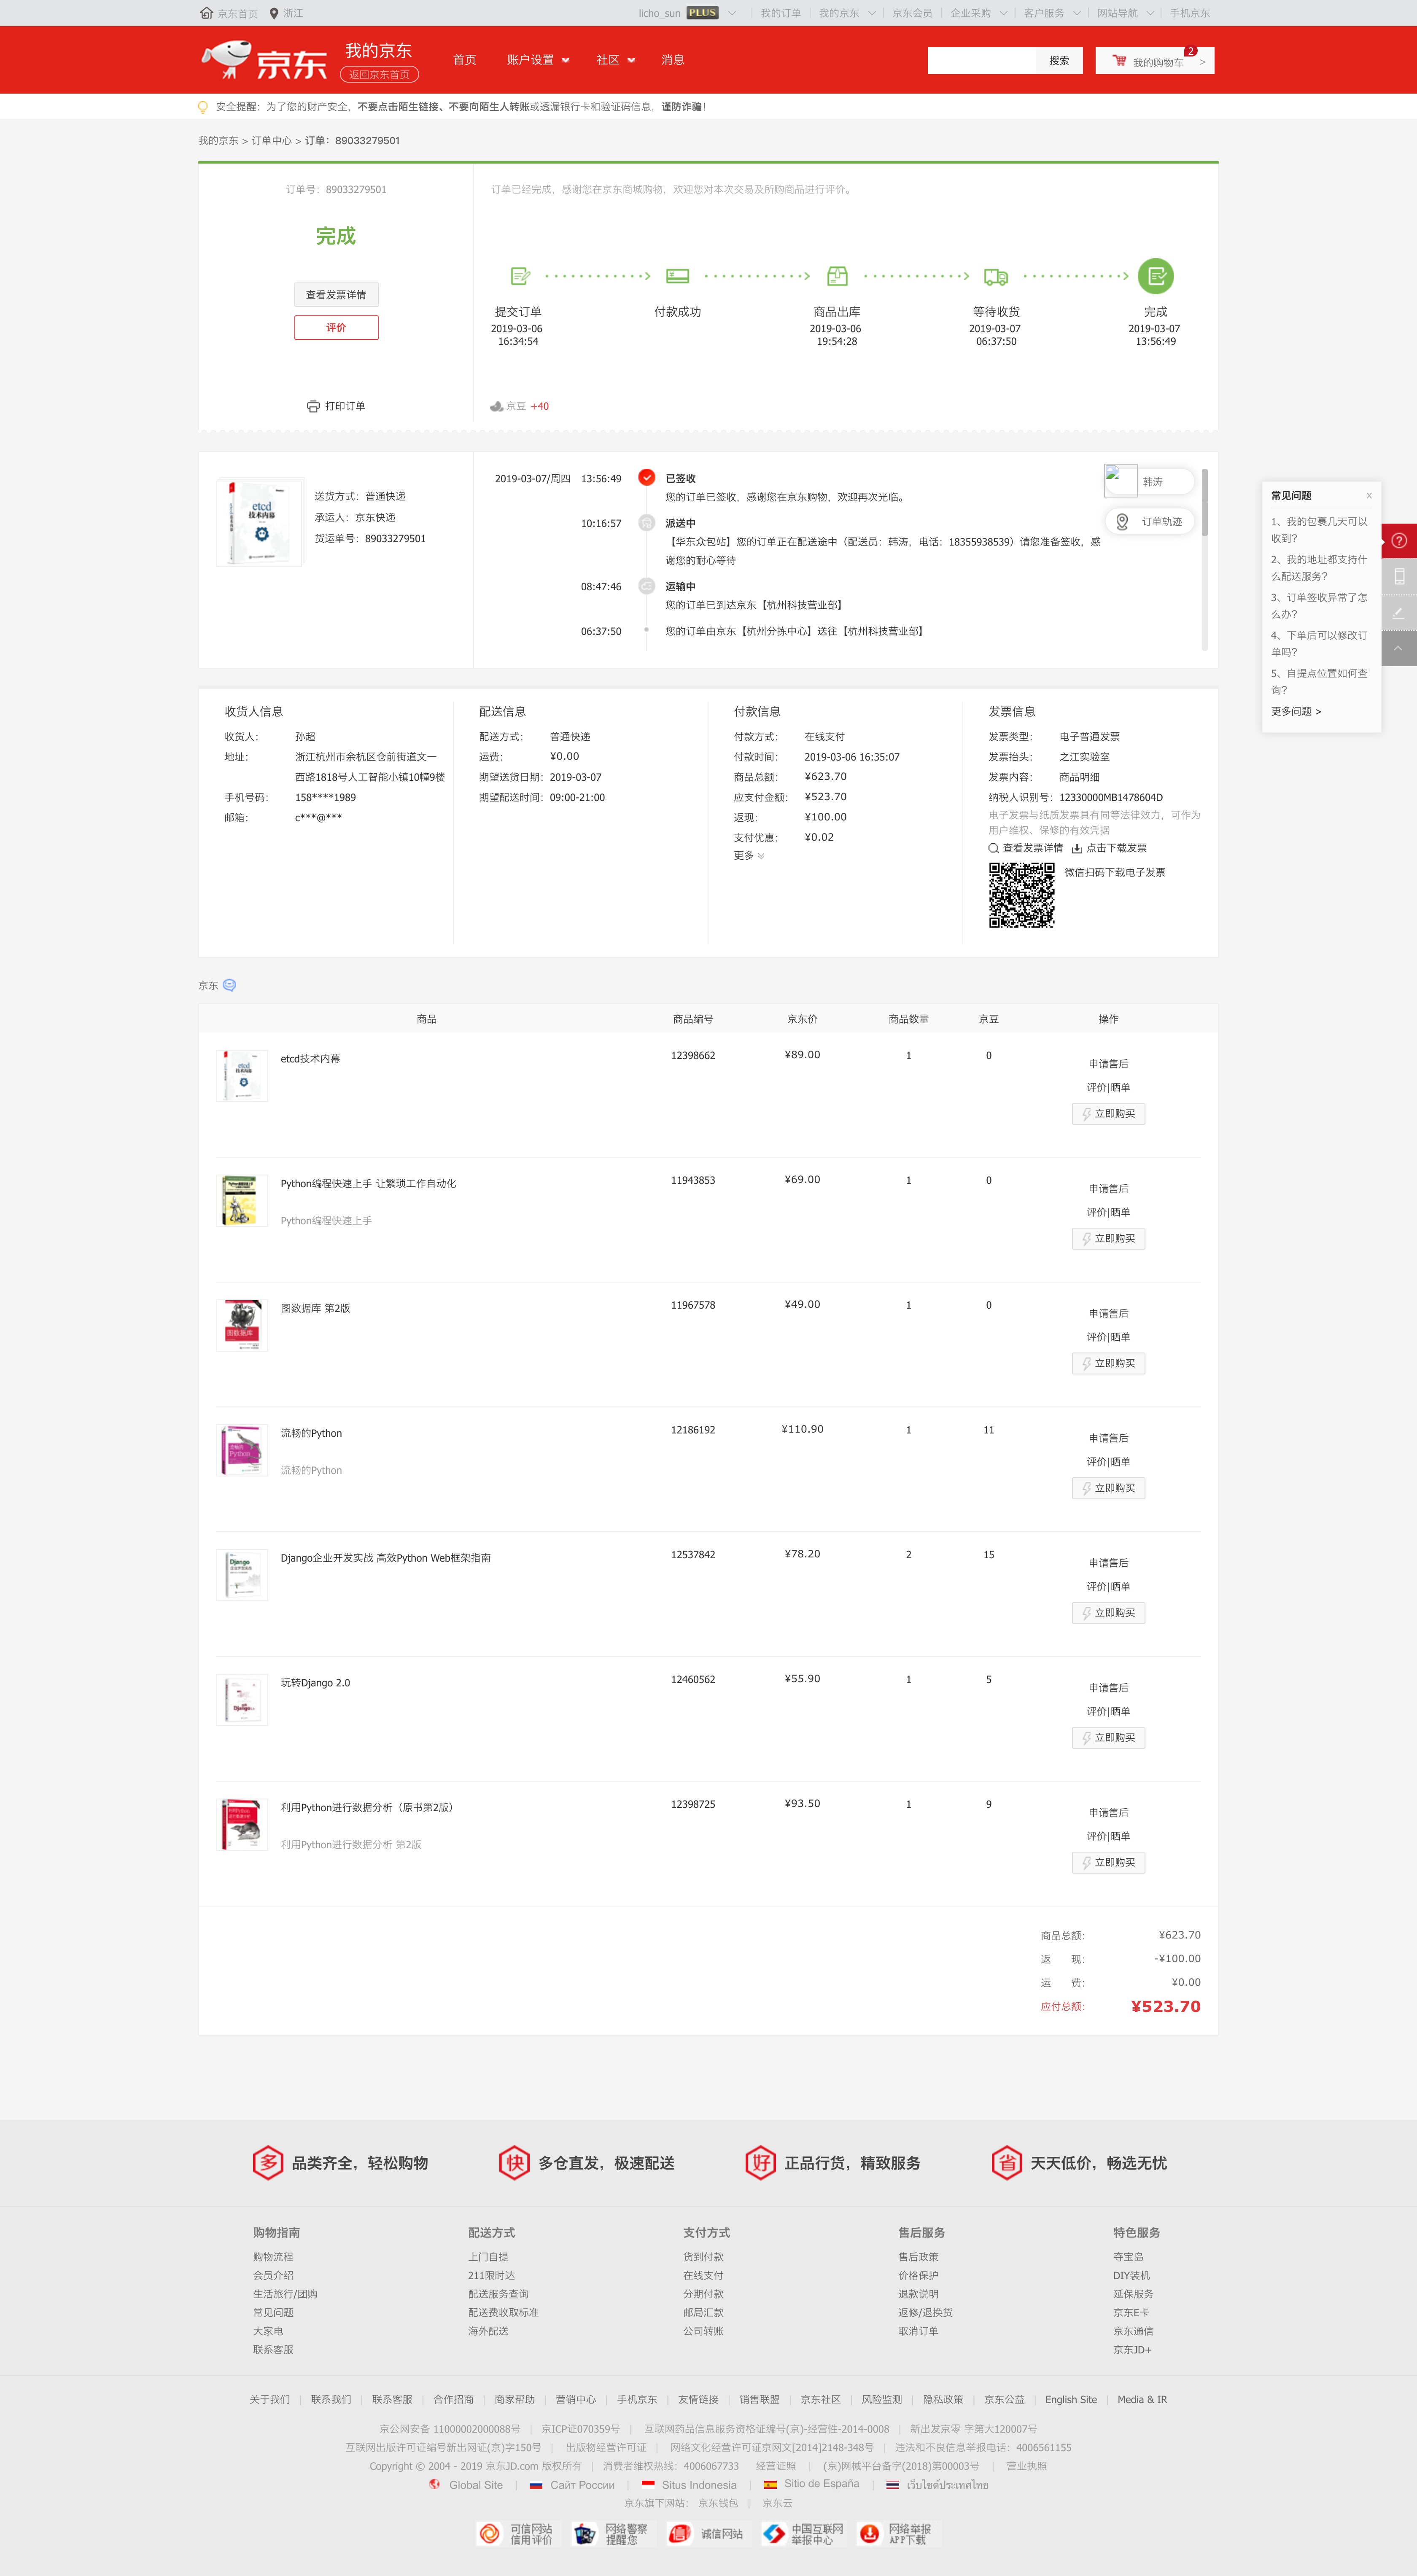 京东首页 浙江 licho_sun PLUS 我的订单 我的京东 京东会员 企业采购 客户服务 网站导航 手机京东
京东 我的京东 返回京东首页 首页 账户设置 社区 消息 搜索 2 我的购物车 >
安全提醒：为了您的财产安全，不要点击陌生链接、不要向陌生人转账或透漏银行卡和验证码信息，谨防诈骗！
我的京东 > 订单中心 > 订单：89033279501
订单号：89033279501
完成
查看发票详情
评价
打印订单
订单已经完成，感谢您在京东商城购物，欢迎您对本次交易及所购商品进行评价。
提交订单
2019-03-06
16:34:54
付款成功
商品出库
2019-03-06
19:54:28
等待收货
2019-03-07
06:37:50
完成
2019-03-07
13:56:49
京豆 +40
etcd
技术内幕
送货方式：普通快递
承运人：京东快递
货运单号：89033279501
2019-03-07/周四 13:56:49 已签收
您的订单已签收，感谢您在京东购物，欢迎再次光临。
10:16:57 派送中
【华东众包站】您的订单正在配送途中（配送员：韩涛，电话：18355938539）请您准备签收，感
谢您的耐心等待
08:47:46 运输中
您的订单已到达京东【杭州科技营业部】
06:37:50 您的订单由京东【杭州分拣中心】送往【杭州科技营业部】
韩涛
订单轨迹
常见问题 x
1、我的包裹几天可以
收到？
2、我的地址都支持什
么配送服务？
3、订单签收异常了怎
么办？
4、下单后可以修改订
单吗？
5、自提点位置如何查
询？
更多问题 >
收货人信息
收货人： 孙超
地址： 浙江杭州市余杭区仓前街道文一
西路1818号人工智能小镇10幢9楼
手机号码： 158****1989
邮箱： c***@***
配送信息
配送方式： 普通快递
运费： ¥0.00
期望送货日期：2019-03-07
期望配送时间：09:00-21:00
付款信息
付款方式： 在线支付
付款时间： 2019-03-06 16:35:07
商品总额： ¥623.70
应支付金额： ¥523.70
返现： ¥100.00
支付优惠： ¥0.02
更多
发票信息
发票类型： 电子普通发票
发票抬头： 之江实验室
发票内容： 商品明细
纳税人识别号：12330000MB1478604D
电子发票与纸质发票具有同等法律效力，可作为
用户维权、保修的有效凭据
查看发票详情 点击下载发票
微信扫码下载电子发票
京东
商品 商品编号 京东价 商品数量 京豆 操作
etcd技术内幕 12398662 ¥89.00 1 0 申请售后
评价|晒单
立即购买
Python编程快速上手 让繁琐工作自动化 11943853 ¥69.00 1 0 申请售后
评价|晒单
Python编程快速上手
立即购买
图数据库 第2版 11967578 ¥49.00 1 0 申请售后
评价|晒单
立即购买
流畅的Python 12186192 ¥110.90 1 11 申请售后
评价|晒单
流畅的Python
立即购买
Django企业开发实战 高效Python Web框架指南 12537842 ¥78.20 2 15 申请售后
评价|晒单
立即购买
玩转Django 2.0 12460562 ¥55.90 1 5 申请售后
评价|晒单
立即购买
利用Python进行数据分析（原书第2版） 12398725 ¥93.50 1 9 申请售后
评价|晒单
利用Python进行数据分析 第2版
立即购买
商品总额： ¥623.70
返 现： -¥100.00
运 费： ¥0.00
应付总额： ¥523.70
多 品类齐全，轻松购物 快 多仓直发，极速配送 好 正品行货，精致服务 省 天天低价，畅选无忧
购物指南
购物流程
会员介绍
生活旅行/团购
常见问题
大家电
联系客服
配送方式
上门自提
211限时达
配送服务查询
配送费收取标准
海外配送
支付方式
货到付款
在线支付
分期付款
邮局汇款
公司转账
售后服务
售后政策
价格保护
退款说明
返修/退换货
取消订单
特色服务
夺宝岛
DIY装机
延保服务
京东E卡
京东通信
京东JD+
关于我们 | 联系我们 | 联系客服 | 合作招商 | 商家帮助 | 营销中心 | 手机京东 | 友情链接 | 销售联盟 | 京东社区 | 风险监测 | 隐私政策 | 京东公益 | English Site | Media & IR
京公网安备 11000002000088号 | 京ICP证070359号 | 互联网药品信息服务资格证编号(京)-经营性-2014-0008 | 新出发京零 字第大120007号
互联网出版许可证编号新出网证(京)字150号 | 出版物经营许可证 | 网络文化经营许可证京网文[2014]2148-348号 | 违法和不良信息举报电话：4006561155
Copyright © 2004 - 2019 京东JD.com 版权所有 | 消费者维权热线：4006067733 经营证照 | (京)网械平台备字(2018)第00003号 | 营业执照
Global Site | Сайт России | Situs Indonesia | Sitio de España | เว็บไซต์ประเทศไทย
京东旗下网站： 京东钱包 | 京东云
可信网站
信用评价
网络警察
提醒您
诚信网站
中国互联网
举报中心
网络举报
APP下载